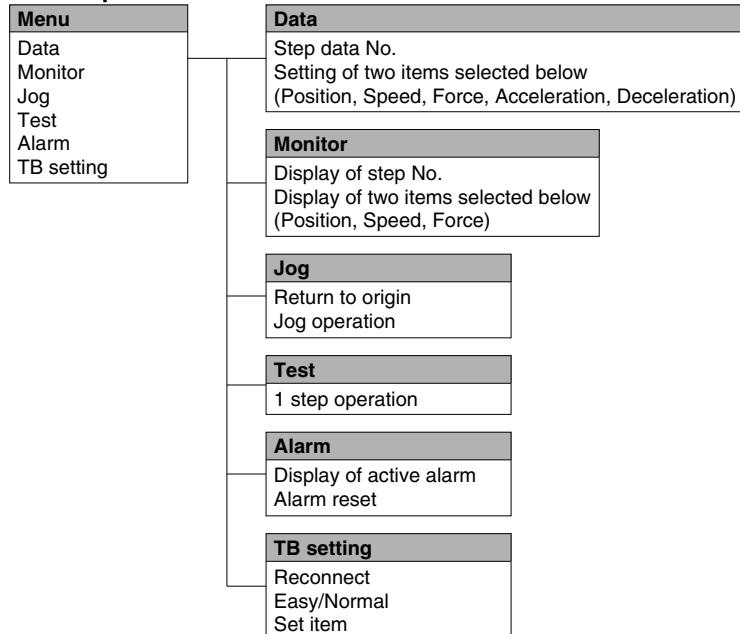 Menu
Data
Monitor
Jog
Test
Alarm
TB setting
Data
Step data No.
Setting of two items selected below
(Position, Speed, Force, Acceleration, Deceleration)
Monitor
Display of step No.
Display of two items selected below
(Position, Speed, Force)
Jog
Return to origin
Jog operation
Test
1 step operation
Alarm
Display of active alarm
Alarm reset
TB setting
Reconnect
Easy/Normal
Set item